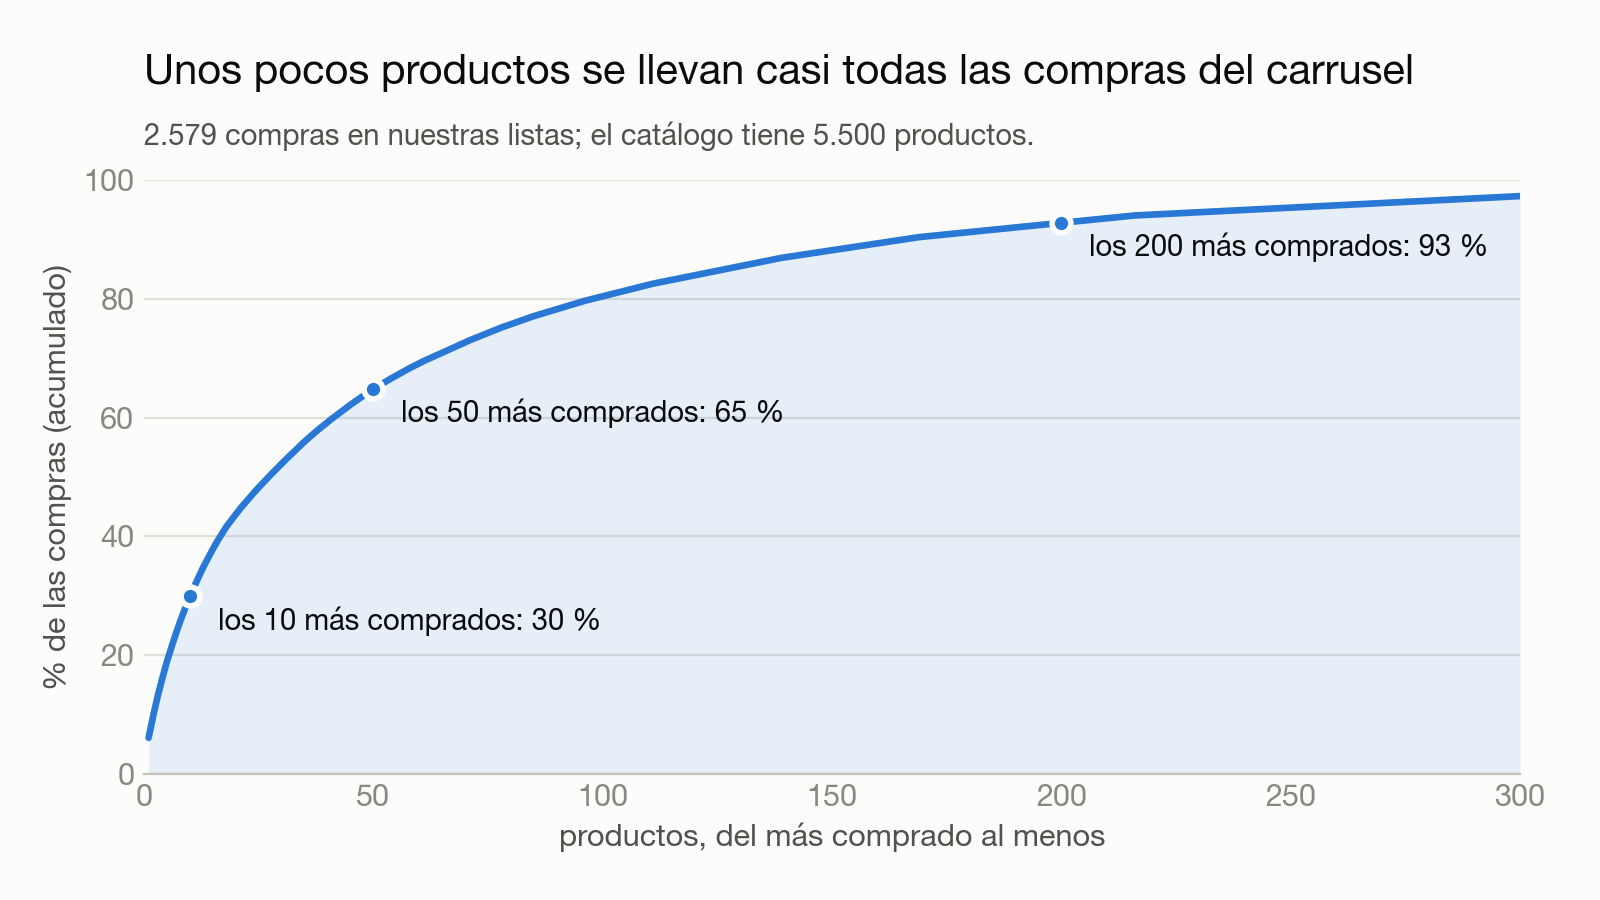 Unos pocos productos se llevan casi todas las compras del carrusel
2.579 compras en nuestras listas; el catálogo tiene 5.500 productos.
% de las compras (acumulado)
100
80
60
40
20
0
los 200 más comprados: 93 %
los 50 más comprados: 65 %
los 10 más comprados: 30 %
0 50 100 150 200 250 300
productos, del más comprado al menos